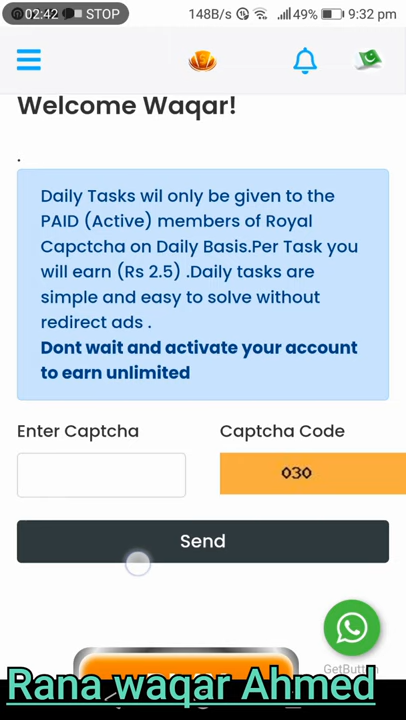 02:42 STOP 148B/s 49% 9:32 pm
Welcome Waqar!
.
Daily Tasks wil only be given to the
PAID (Active) members of Royal
Capctcha on Daily Basis.Per Task you
will earn (Rs 2.5) .Daily tasks are
simple and easy to solve without
redirect ads .
Dont wait and activate your account
to earn unlimited
Enter Captcha Captcha Code
030
Send
Rana waqar Ahmed